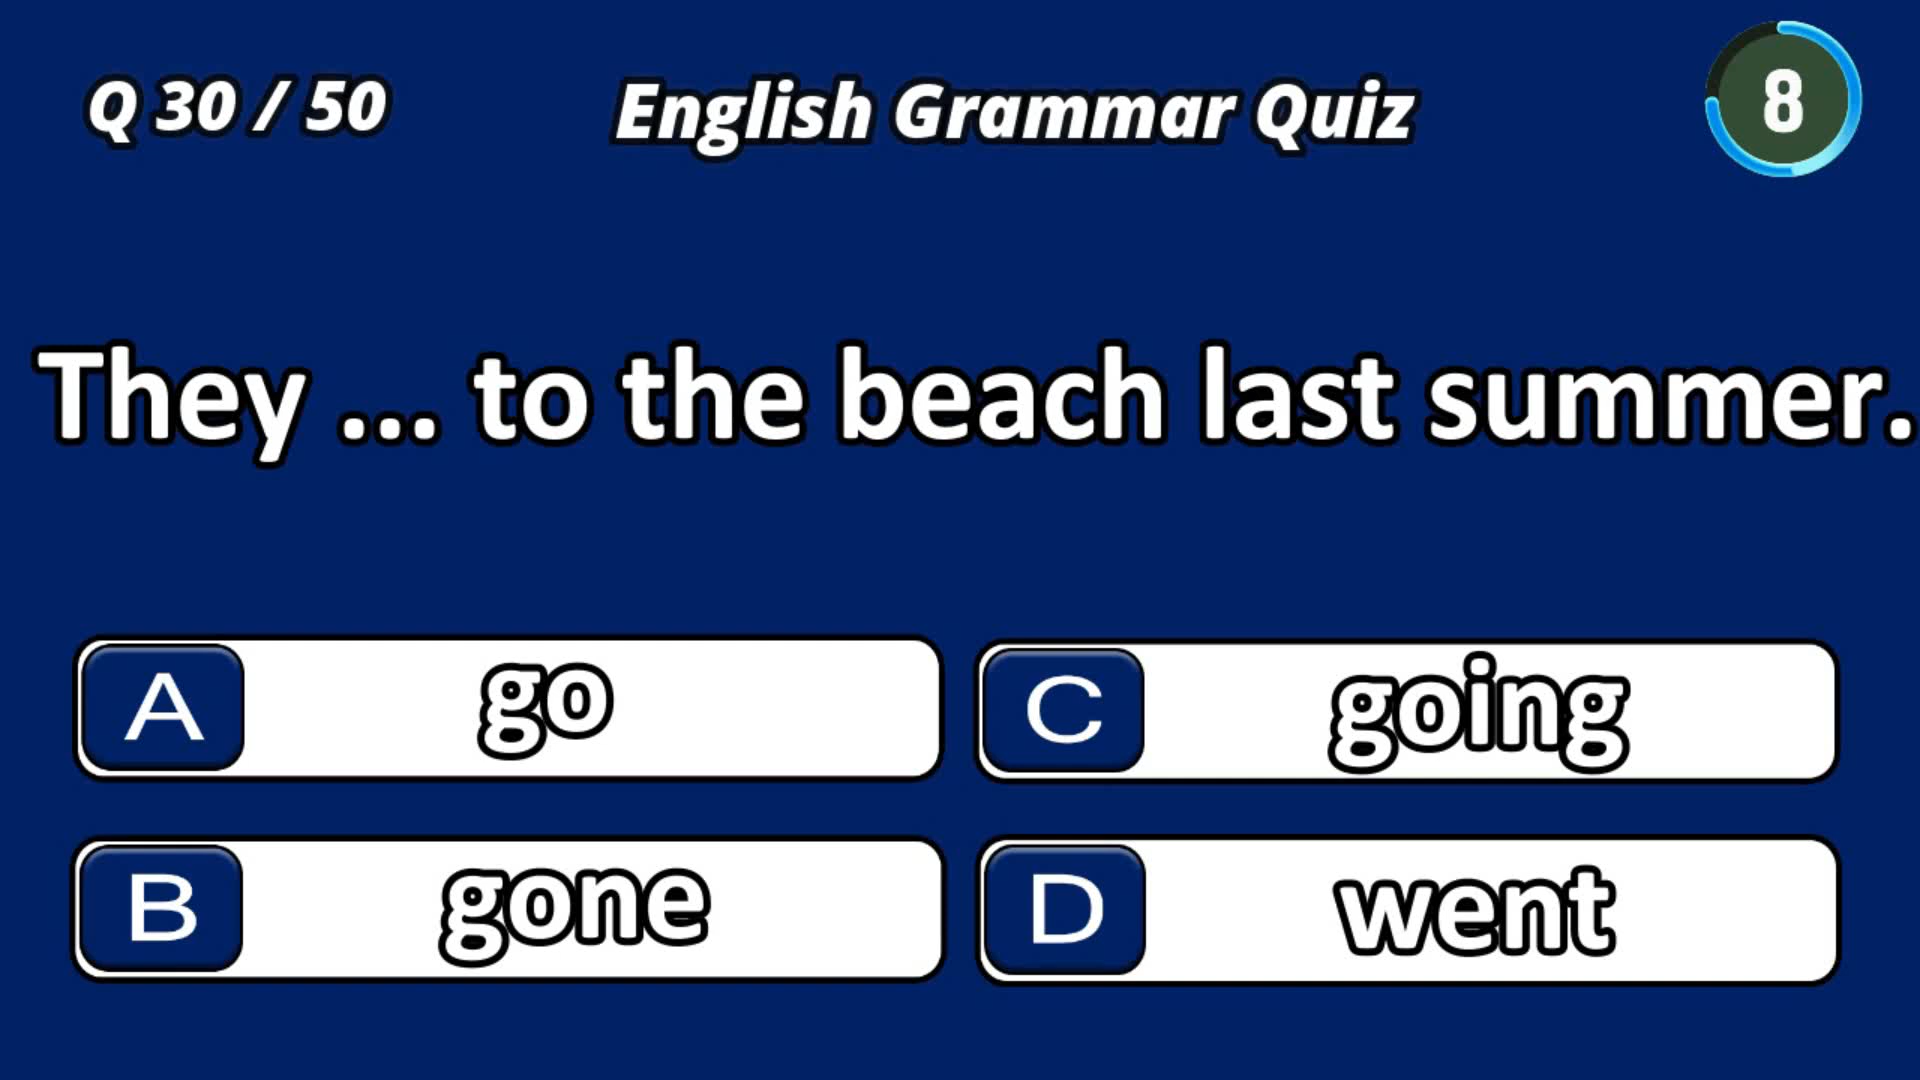 Q 30 / 50
English Grammar Quiz
8
They ... to the beach last summer.
A go
C going
B gone
D went